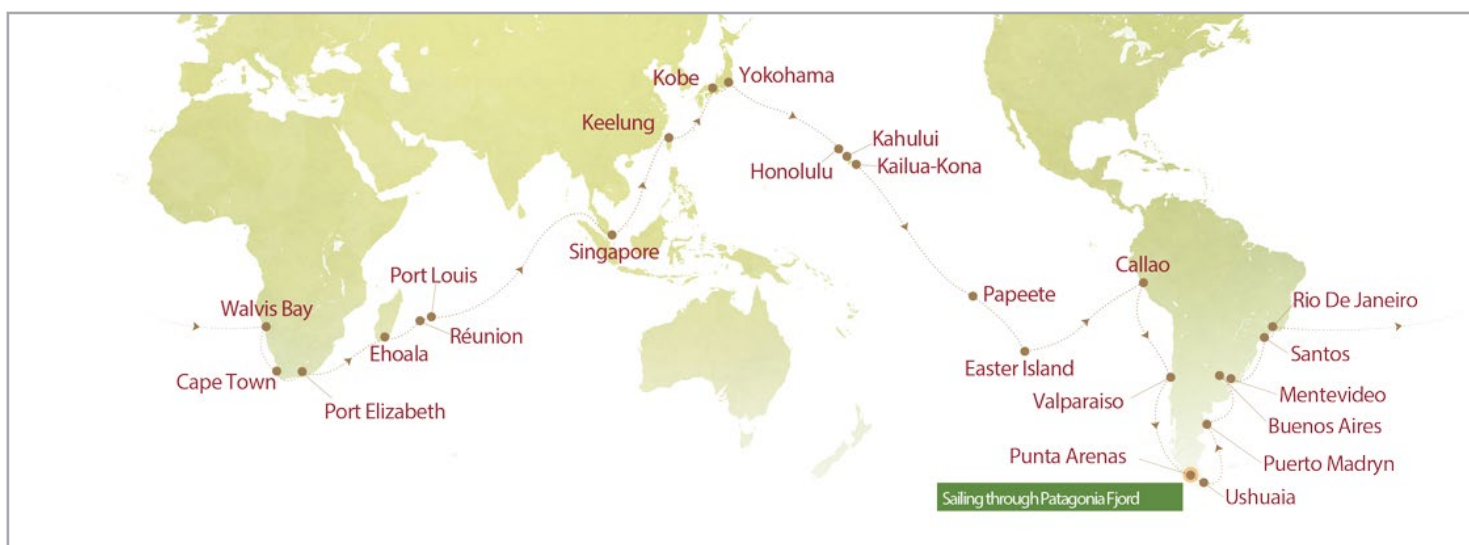 Kobe
Yokohama
Keelung
Kahului
Honolulu
Kailua-Kona
Singapore
Callao
Port Louis
Walvis Bay
Papeete
Rio De Janeiro
Réunion
Ehoala
Santos
Easter Island
Cape Town
Mentevideo
Valparaiso
Port Elizabeth
Buenos Aires
Punta Arenas
Puerto Madryn
Sailing through Patagonia Fjord
Ushuaia